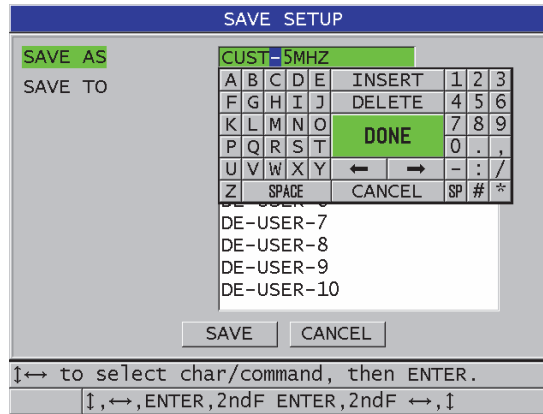 SAVE SETUP
SAVE AS CUST-5MHZ
SAVE TO
A B C D E INSERT 1 2 3
F G H I J DELETE 4 5 6
K L M N O DONE 7 8 9
P Q R S T 0 . ,
U V W X Y ← → - : /
Z SPACE CANCEL SP # *
DE-USER-7
DE-USER-8
DE-USER-9
DE-USER-10
SAVE CANCEL
↕↔ to select char/command, then ENTER.
↕,↔,ENTER,2ndF ENTER,2ndF ↔,↕